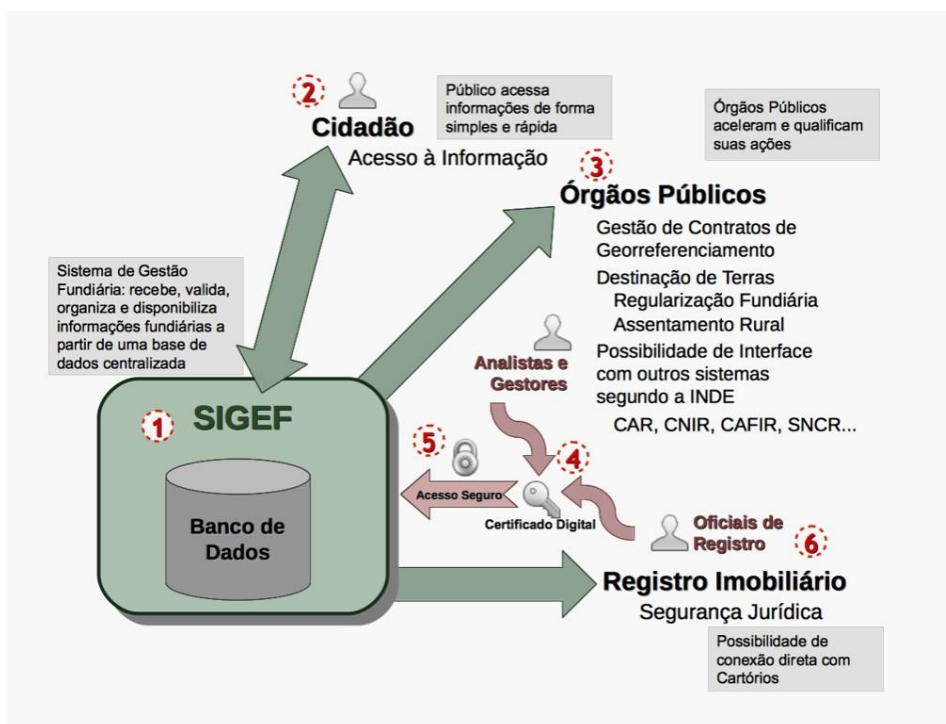 2
Cidadão
Acesso à Informação
Público acessa
informações de forma
simples e rápida
Órgãos Públicos
aceleram e qualificam
suas ações
3
Órgãos Públicos
Gestão de Contratos de
Georreferenciamento
Destinação de Terras
Regularização Fundiária
Assentamento Rural
Possibilidade de Interface
com outros sistemas
segundo a INDE
CAR, CNIR, CAFIR, SNCR...
Sistema de Gestão
Fundiária: recebe, valida,
organiza e disponibiliza
informações fundiárias a
partir de uma base de
dados centralizada
1
SIGEF
Banco de
Dados
Analistas e
Gestores
5
Acesso Seguro
4
Certificado Digital
Oficiais de
Registro
6
Registro Imobiliário
Segurança Jurídica
Possibilidade de
conexão direta com
Cartórios